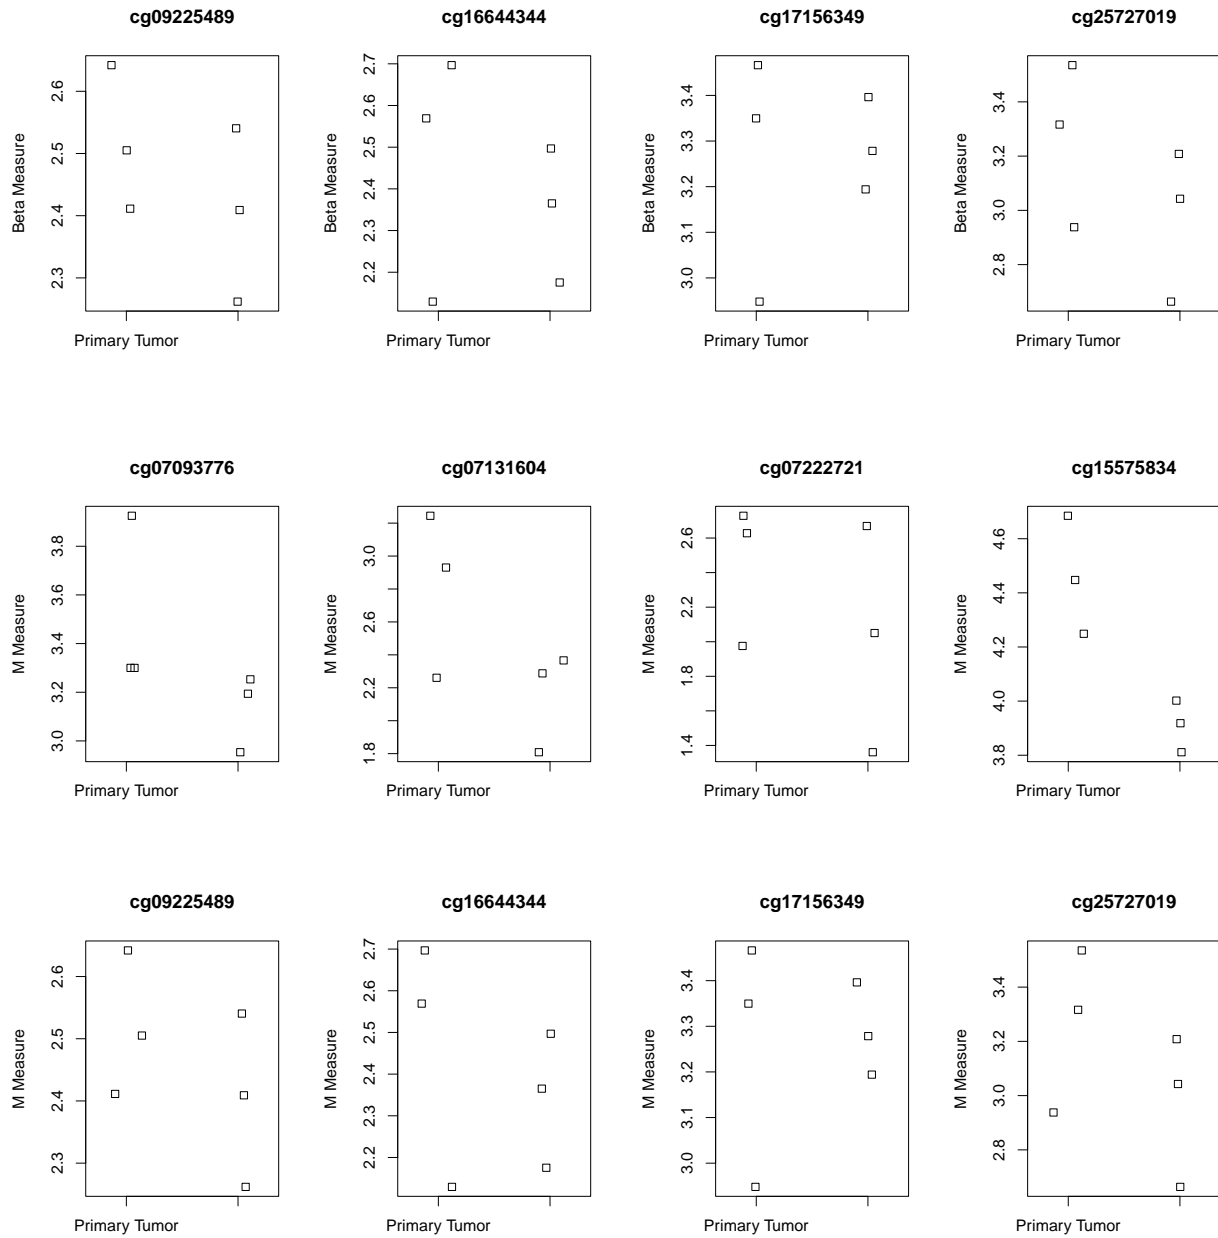 cg09225489 cg16644344 cg17156349 cg25727019
Beta Measure Beta Measure Beta Measure Beta Measure
2.6 2.5 2.4 2.3
2.7 2.6 2.5 2.4 2.3 2.2
3.4 3.3 3.2 3.1 3.0
3.4 3.2 3.0 2.8
Primary Tumor Primary Tumor Primary Tumor Primary Tumor
cg07093776 cg07131604 cg07222721 cg15575834
M Measure M Measure M Measure M Measure
3.8 3.6 3.4 3.2 3.0
3.0 2.6 2.2 1.8
2.6 2.2 1.8 1.4
4.6 4.4 4.2 4.0 3.8
Primary Tumor Primary Tumor Primary Tumor Primary Tumor
cg09225489 cg16644344 cg17156349 cg25727019
M Measure M Measure M Measure M Measure
2.6 2.5 2.4 2.3
2.7 2.6 2.5 2.4 2.3 2.2
3.4 3.3 3.2 3.1 3.0
3.4 3.2 3.0 2.8
Primary Tumor Primary Tumor Primary Tumor Primary Tumor